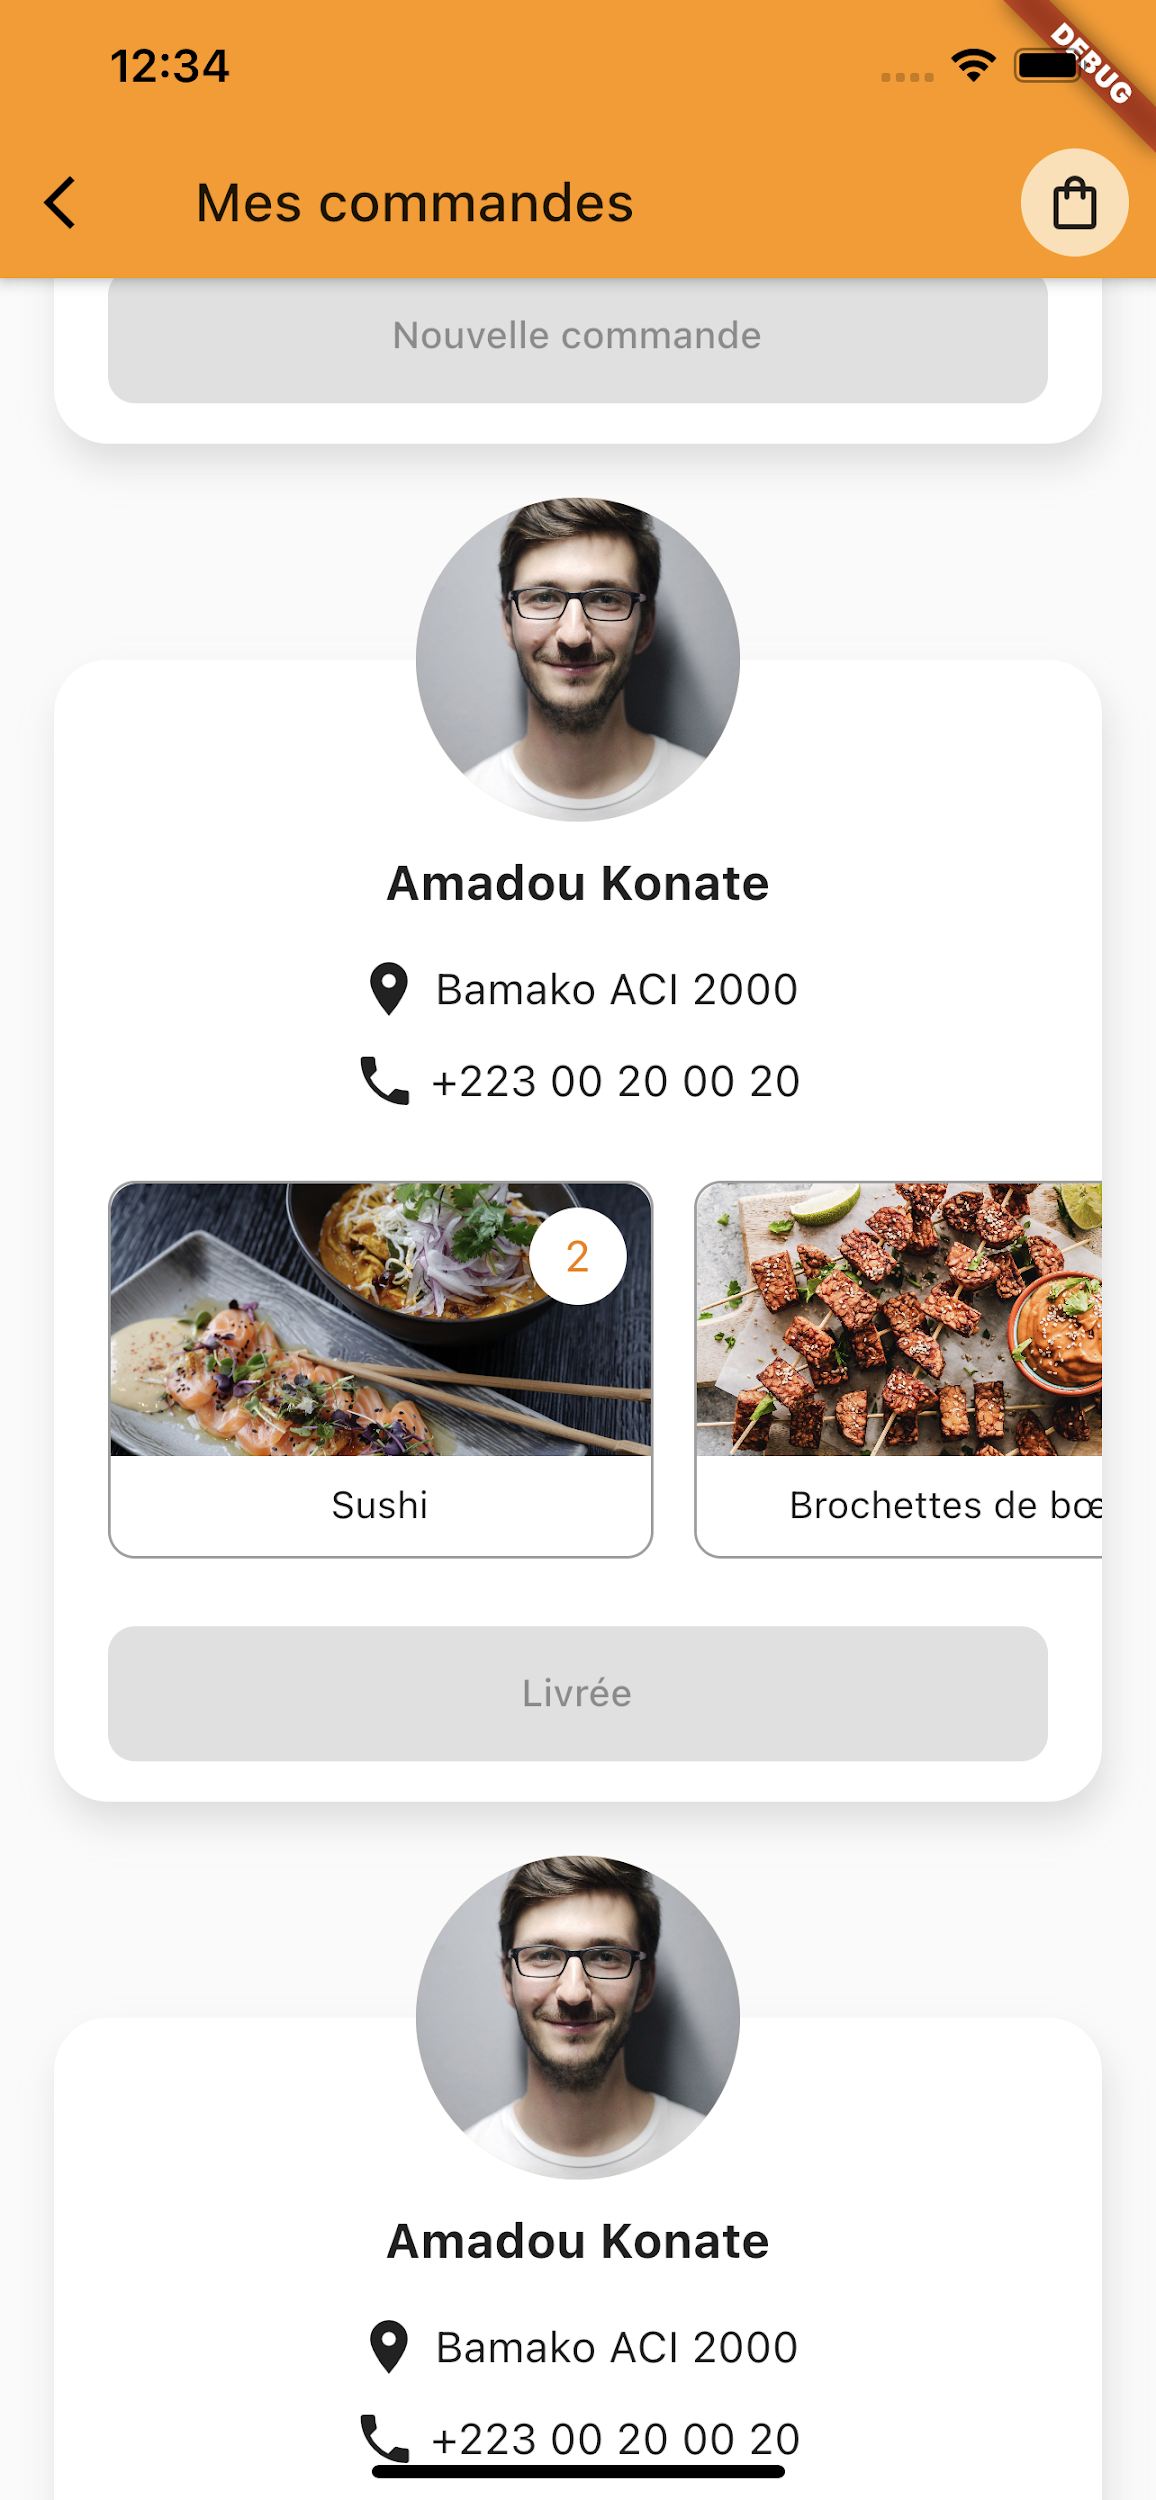 12:34
DEBUG
Mes commandes
Nouvelle commande
Amadou Konate
Bamako ACI 2000
+223 00 20 00 20
2
Sushi
Brochettes de bœ
Livrée
Amadou Konate
Bamako ACI 2000
+223 00 20 00 20